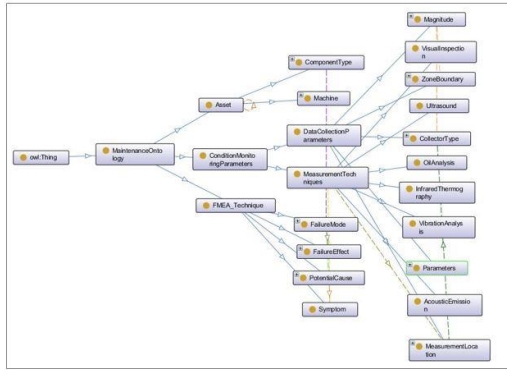 Magnitude
VisualInspectio
n
ComponentType
ZoneBoundary
Machine
Asset
Ultrasound
DataCollectionP
arameters
CollectorType
MaintenanceOnto
logy
owl:Thing
ConditionMonito
ringParameters
OilAnalysis
MeasurementTech
niques
InfraredThermog
raphy
FMEA_Technique
FailureMode
VibrationAnalys
is
FailureEffect
Parameters
PotentialCause
AcousticEmissio
n
Symptom
MeasurementLoca
tion